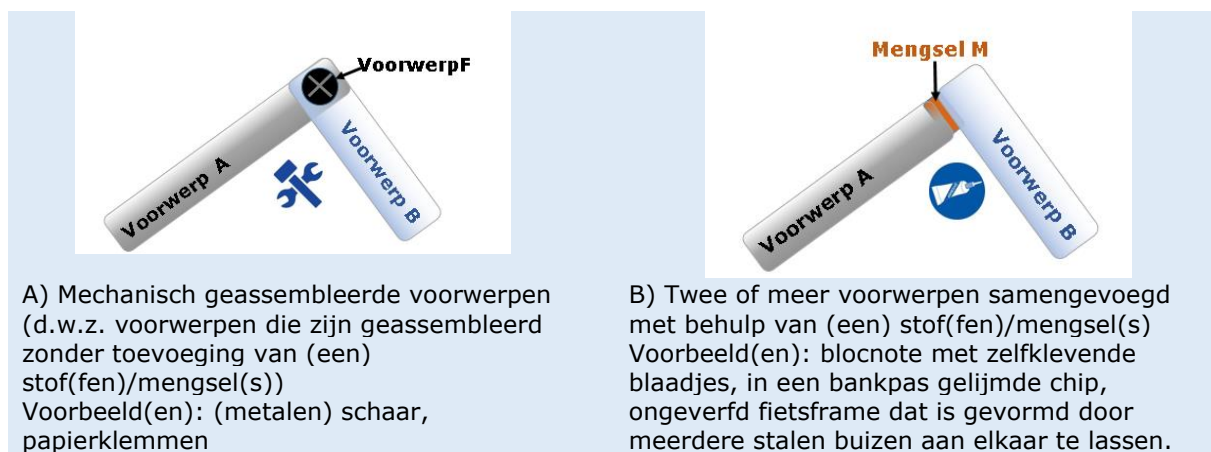 VoorwerpF
Voorwerp A
Voorwerp B
A) Mechanisch geassembleerde voorwerpen
(d.w.z. voorwerpen die zijn geassembleerd
zonder toevoeging van (een)
stof(fen)/mengsel(s))
Voorbeeld(en): (metalen) schaar,
papierklemmen
Mengsel M
Voorwerp A
Voorwerp B
B) Twee of meer voorwerpen samengevoegd
met behulp van (een) stof(fen)/mengsel(s)
Voorbeeld(en): blocnote met zelfklevende
blaadjes, in een bankpas gelijmde chip,
ongeverfd fietsframe dat is gevormd door
meerdere stalen buizen aan elkaar te lassen.